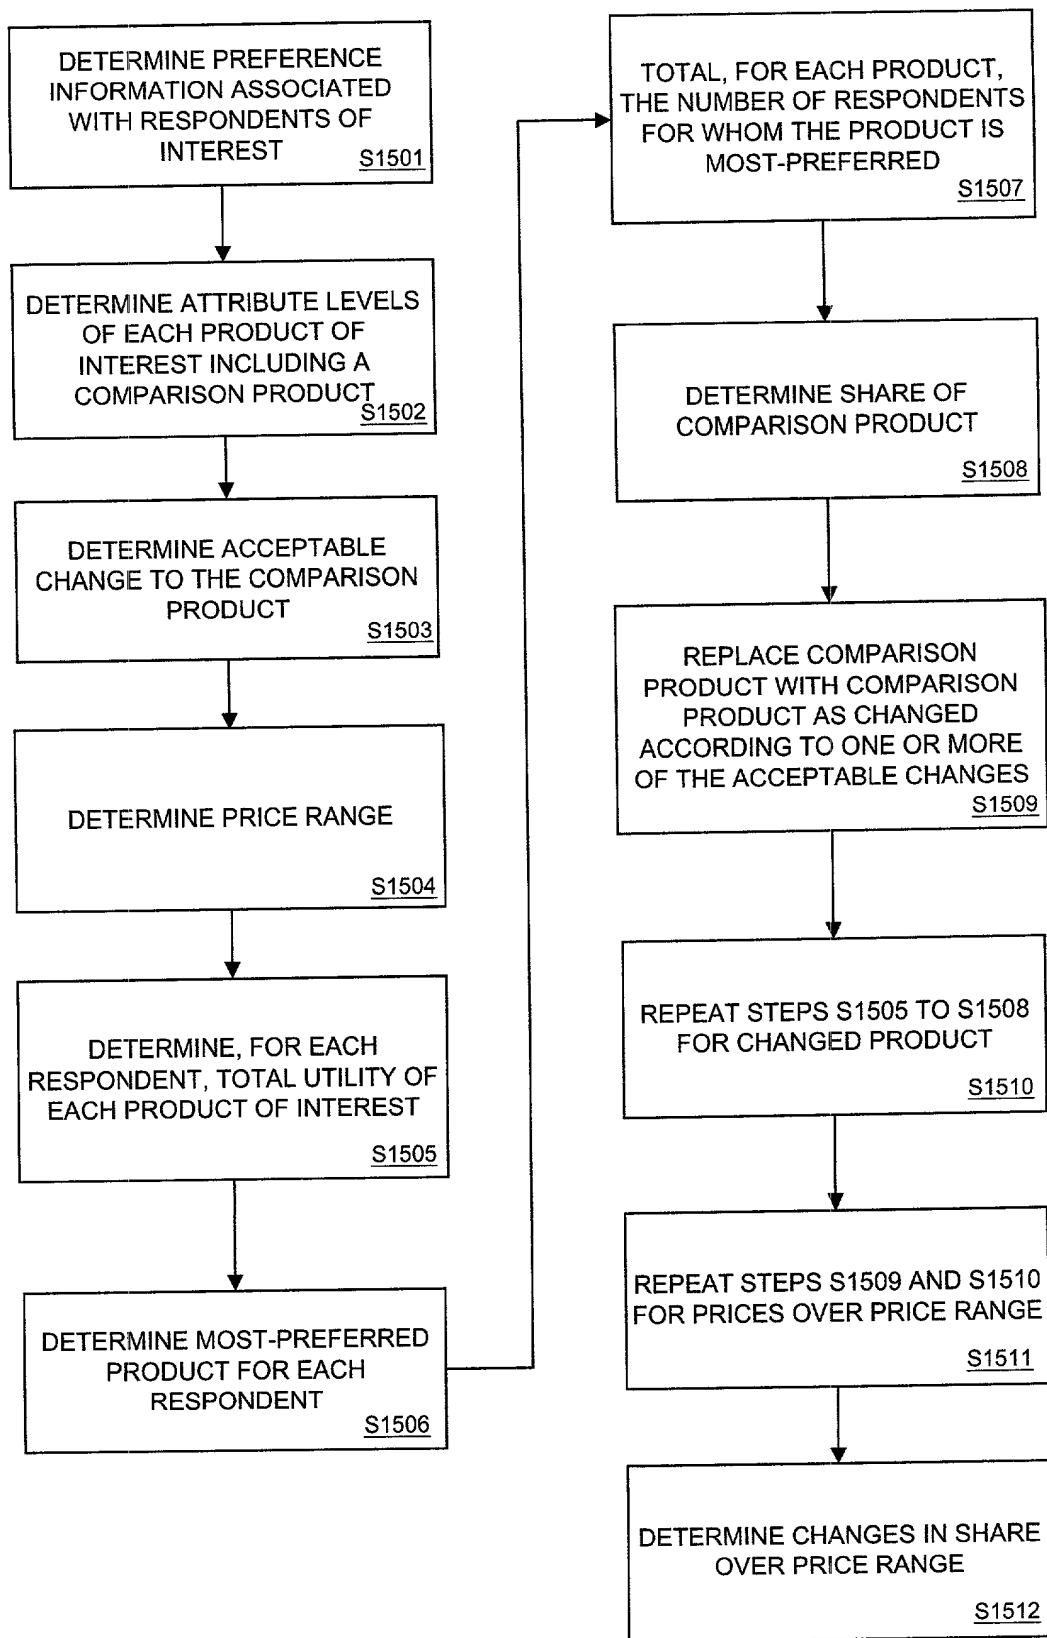 DETERMINE PREFERENCE
INFORMATION ASSOCIATED
WITH RESPONDENTS OF
INTEREST
S1501
DETERMINE ATTRIBUTE LEVELS
OF EACH PRODUCT OF
INTEREST INCLUDING A
COMPARISON PRODUCT
S1502
DETERMINE ACCEPTABLE
CHANGE TO THE COMPARISON
PRODUCT
S1503
DETERMINE PRICE RANGE
S1504
DETERMINE, FOR EACH
RESPONDENT, TOTAL UTILITY OF
EACH PRODUCT OF INTEREST
S1505
DETERMINE MOST-PREFERRED
PRODUCT FOR EACH
RESPONDENT
S1506
TOTAL, FOR EACH PRODUCT,
THE NUMBER OF RESPONDENTS
FOR WHOM THE PRODUCT IS
MOST-PREFERRED
S1507
DETERMINE SHARE OF
COMPARISON PRODUCT
S1508
REPLACE COMPARISON
PRODUCT WITH COMPARISON
PRODUCT AS CHANGED
ACCORDING TO ONE OR MORE
OF THE ACCEPTABLE CHANGES
S1509
REPEAT STEPS S1505 TO S1508
FOR CHANGED PRODUCT
S1510
REPEAT STEPS S1509 AND S1510
FOR PRICES OVER PRICE RANGE
S1511
DETERMINE CHANGES IN SHARE
OVER PRICE RANGE
S1512